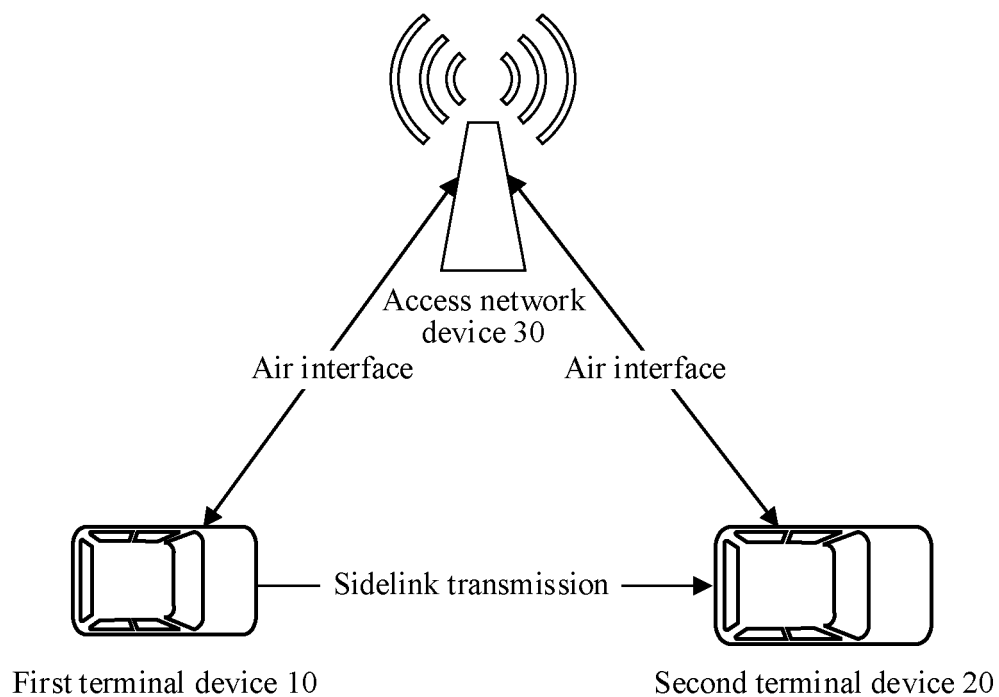 Access network
device 30
Air interface
Air interface
Sidelink transmission
First terminal device 10
Second terminal device 20